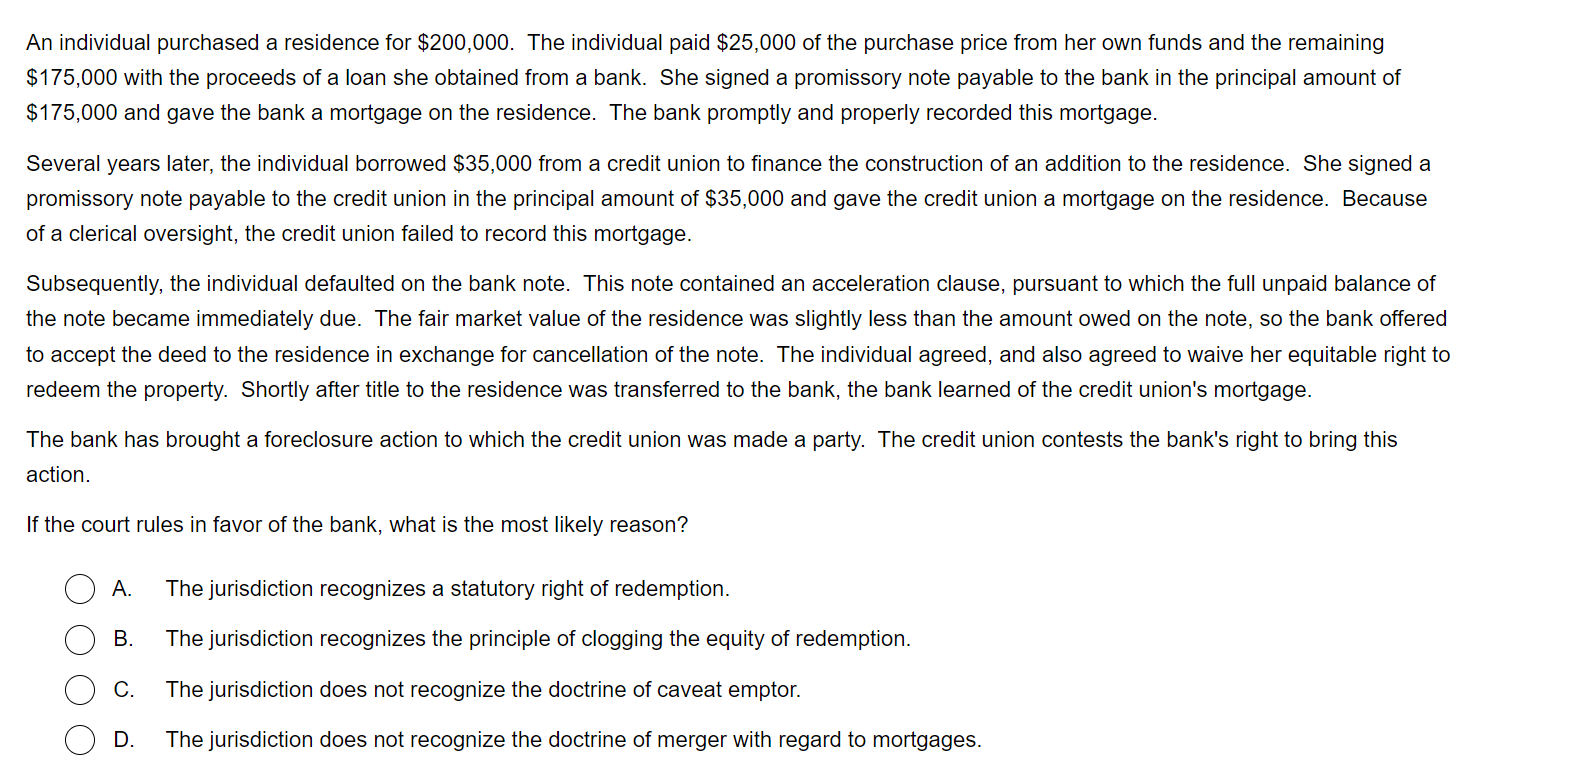 An individual purchased a residence for $200,000.  The individual paid $25,000 of the purchase price from her own funds and the remaining
$175,000 with the proceeds of a loan she obtained from a bank.  She signed a promissory note payable to the bank in the principal amount of
$175,000 and gave the bank a mortgage on the residence.  The bank promptly and properly recorded this mortgage.
Several years later, the individual borrowed $35,000 from a credit union to finance the construction of an addition to the residence.  She signed a
promissory note payable to the credit union in the principal amount of $35,000 and gave the credit union a mortgage on the residence.  Because
of a clerical oversight, the credit union failed to record this mortgage.
Subsequently, the individual defaulted on the bank note.  This note contained an acceleration clause, pursuant to which the full unpaid balance of
the note became immediately due.  The fair market value of the residence was slightly less than the amount owed on the note, so the bank offered
to accept the deed to the residence in exchange for cancellation of the note.  The individual agreed, and also agreed to waive her equitable right to
redeem the property.  Shortly after title to the residence was transferred to the bank, the bank learned of the credit union's mortgage.
The bank has brought a foreclosure action to which the credit union was made a party.  The credit union contests the bank's right to bring this
action.
If the court rules in favor of the bank, what is the most likely reason?
A. The jurisdiction recognizes a statutory right of redemption.
B. The jurisdiction recognizes the principle of clogging the equity of redemption.
C. The jurisdiction does not recognize the doctrine of caveat emptor.
D. The jurisdiction does not recognize the doctrine of merger with regard to mortgages.